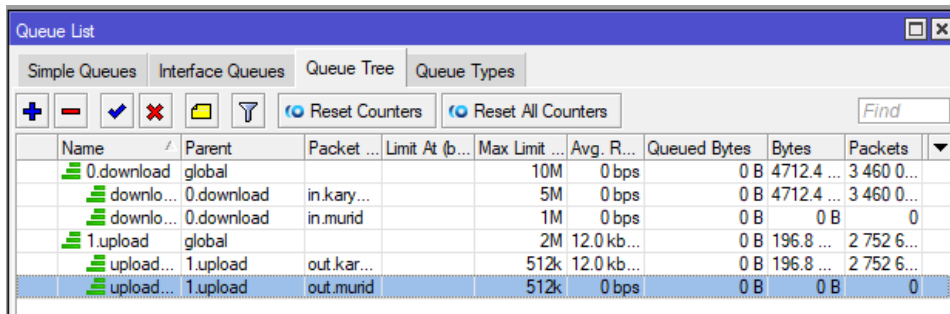 Queue List
Simple Queues Interface Queues Queue Tree Queue Types
Reset Counters Reset All Counters Find
Name Parent Packet ... Limit At (b... Max Limit ... Avg. R... Queued Bytes Bytes Packets
0.download global 10M 0 bps 0 B 4712.4 ... 3 460 0...
downlo... 0.download in.kary... 5M 0 bps 0 B 4712.4 ... 3 460 0...
downlo... 0.download in.murid 1M 0 bps 0 B 0 B 0
1.upload global 2M 12.0 kb... 0 B 196.8 ... 2 752 6...
upload... 1.upload out.kar... 512k 12.0 kb... 0 B 196.8 ... 2 752 6...
upload... 1.upload out.murid 512k 0 bps 0 B 0 B 0